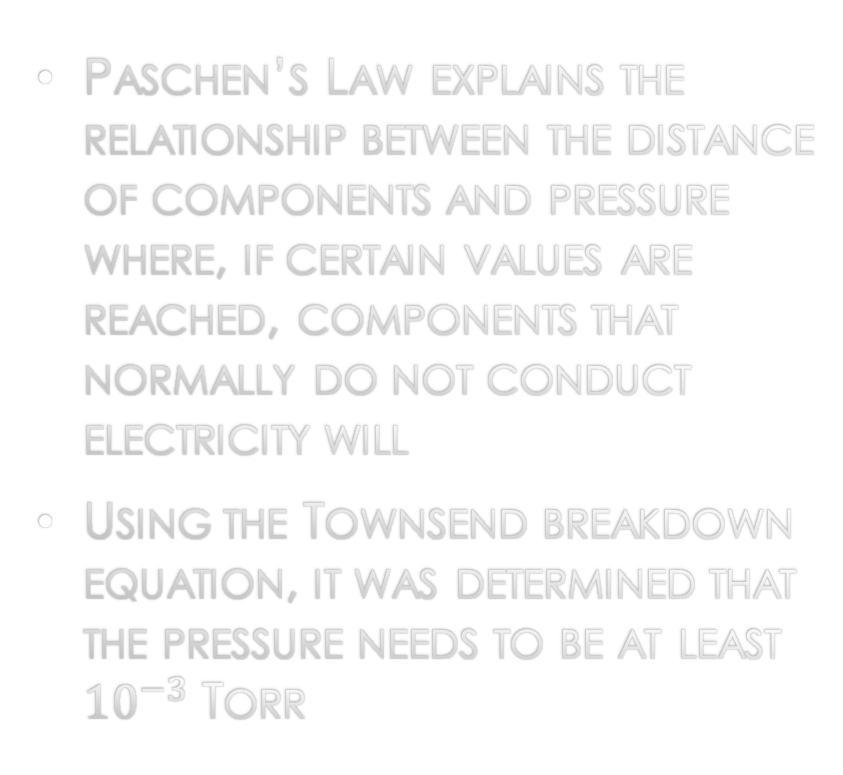 Paschen's Law explains the
relationship between the distance
of components and pressure
where, if certain values are
reached, components that
normally do not conduct
electricity will
Using the Townsend breakdown
equation, it was determined that
the pressure needs to be at least
10⁻³ Torr